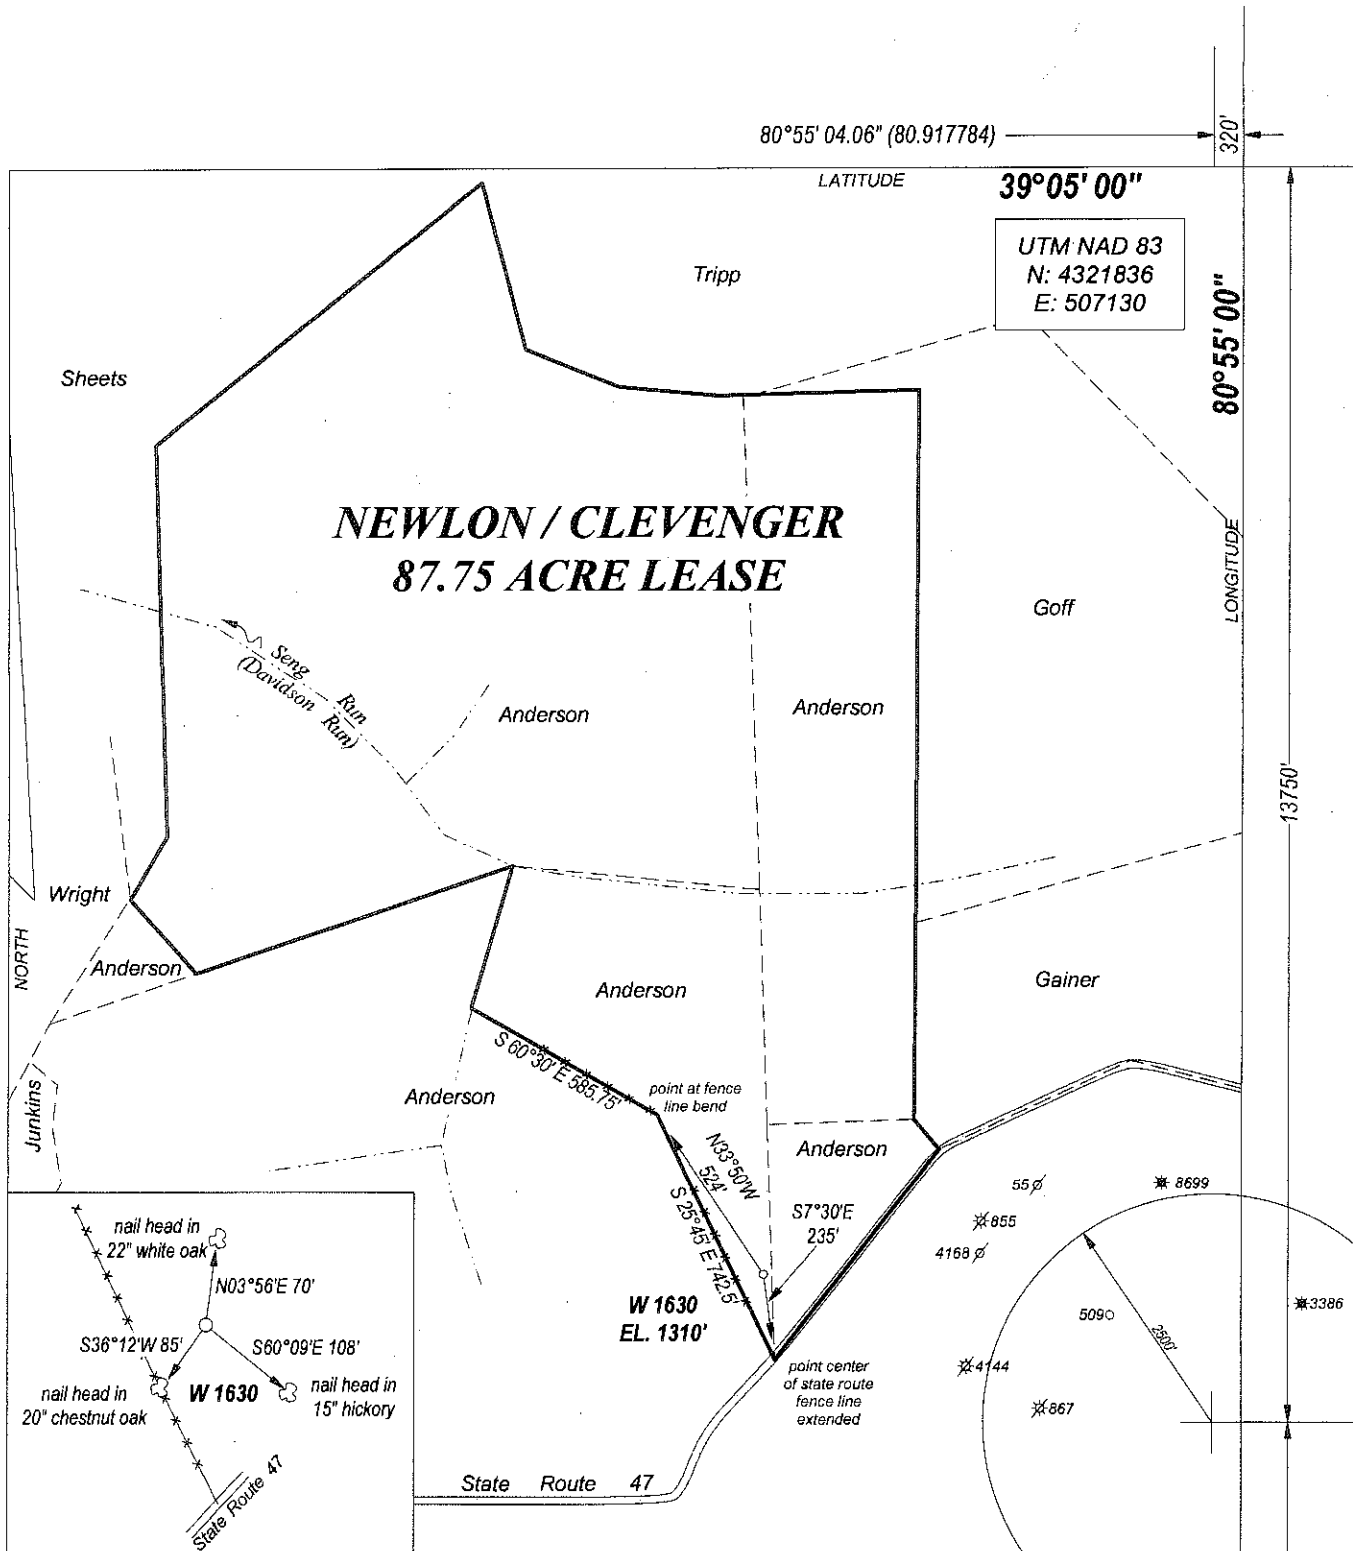 80°55' 04.06" (80.917784)
320'
LATITUDE
39°05' 00"
UTM NAD 83
N: 4321836
E: 507130
80°55' 00"
LONGITUDE
Tripp
Sheets
NEWLON / CLEVENGER
87.75 ACRE LEASE
Goff
Seng Run
(Davidson Run)
Anderson
Anderson
13750'
Wright
NORTH
Anderson
Anderson
Gainer
S 60°30' E 585.75'
point at fence
line bend
Junkins
Anderson
N33°50'W
524'
Anderson
S 25°45' E 742.5'
S7°30'E
235'
55
8699
855
4168
3386
509
2500'
W 1630
EL. 1310'
4144
867
point center
of state route
fence line
extended
nail head in
22" white oak
N03°56'E 70'
S36°12'W 85'
S60°09'E 108'
nail head in
20" chestnut oak
W 1630
nail head in
15" hickory
State Route 47
State Route 47